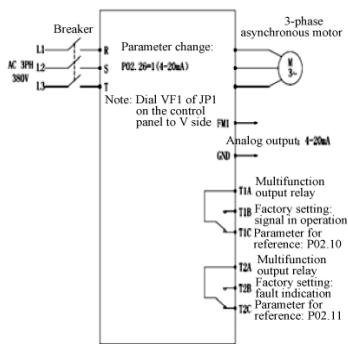 Breaker
3-phase
asynchronous motor
L1
R
Parameter change:
M
3~
AC 3PH
380V
L2
S
P02.26=1(4-20mA)
L3
T
Note: Dial VF1 of JP1
on the control
panel to V side
FM1
Analog output: 4-20mA
GND
T1A
Multifunction
output relay
T1B
Factory setting:
signal in operation
T1C
Parameter for
reference: P02.10
T2A
Multifunction
output relay
T2B
Factory setting:
fault indication
T2C
Parameter for
reference: P02.11